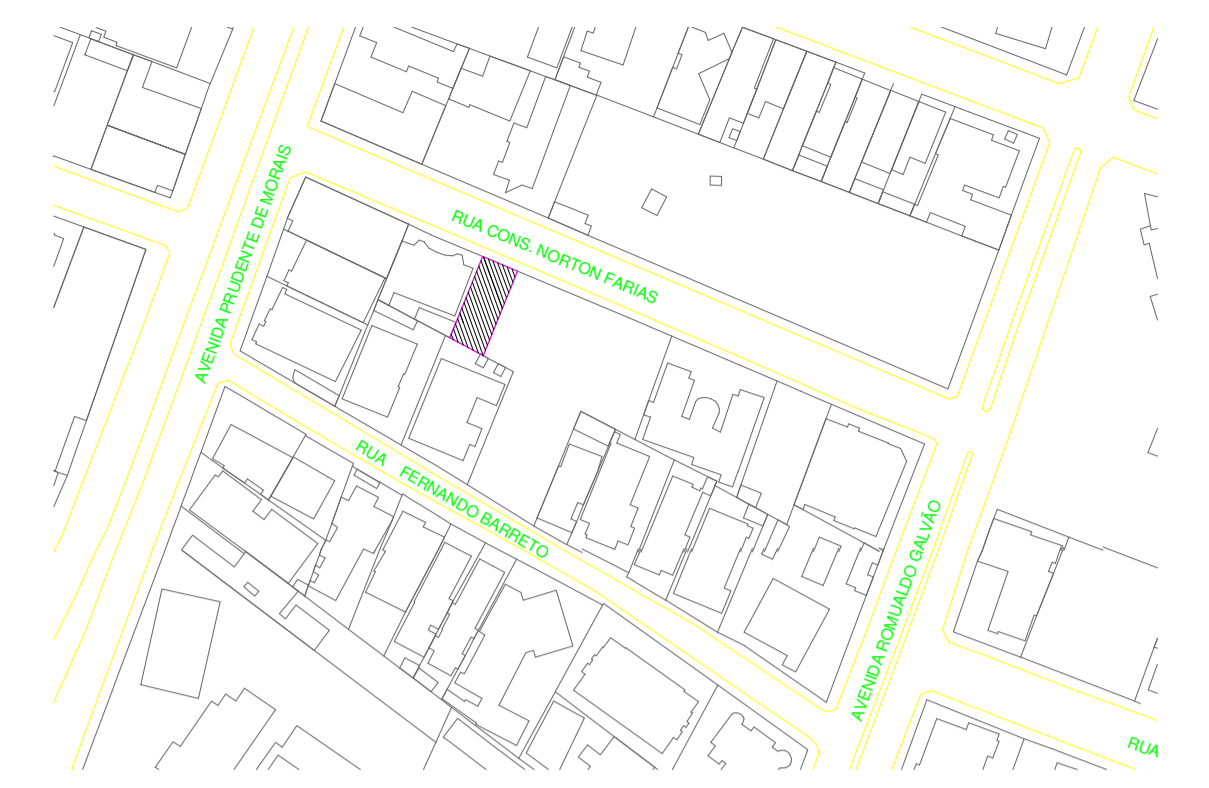 AVENIDA PRUDENTE DE MORAIS
RUA CONS. NORTON FARIAS
RUA FERNANDO BARRETO
AVENIDA ROMUALDO GALVÃO
RUA